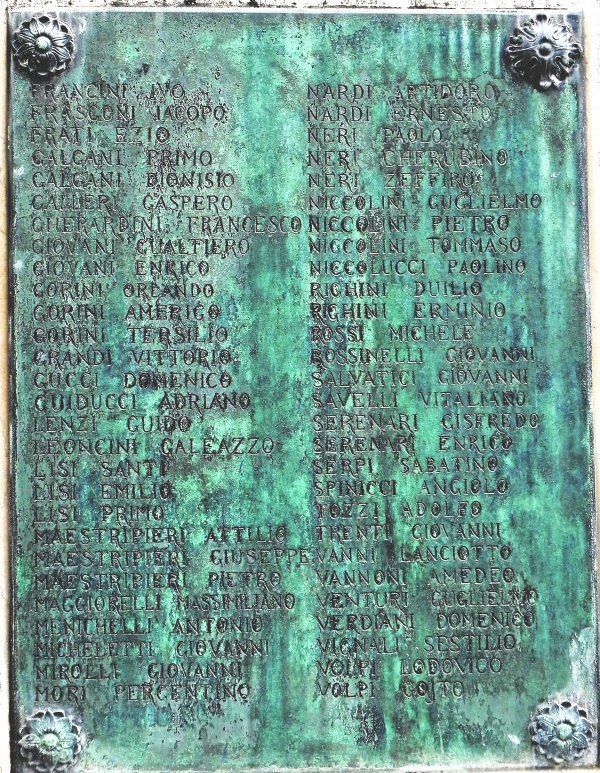 FRANCINI IVO
FRASCONI IACOPO
FRATI EZIO
GALGANI PRIMO
GALGANI DIONISIO
GALLERI GASPERO
GHERARDINI FRANCESCO
GIOVANI GUALTIERO
GIOVANI ENRICO
GORINI ORLANDO
GORINI AMERIGO
GORINI TERSILIO
GRANDI VITTORIO
GUCCI DOMENICO
GUIDUCCI ADRIANO
LENZI GUIDO
LEONCINI GALEAZZO
LISI SANTI
LISI EMILIO
LISI PRIMO
MAESTRIPIERI ATTILIO
MAESTRIPIERI GIUSEPPE
MAESTRIPIERI PIETRO
MAGGIORELLI MASSIMILIANO
MENICHELLI ANTONIO
MICHELETTI GIOVANNI
MIROLLI GIOVANNI
MORI PERCENTINO
NARDI ARTIDORO
NARDI ERNESTO
NERI PAOLO
NERI CHERUBINO
NERI ZEFFIRO
NICCOLINI GUGLIELMO
NICCOLINI PIETRO
NICCOLINI TOMMASO
NICCOLUCCI PAOLINO
RIGHINI DUILIO
RIGHINI ERMINIO
ROSSI MICHELE
ROSSINELLI GIOVANNI
SALVATICI GIOVANNI
SAVELLI VITALIANO
SERENARI GISFREDO
SERENARI ENRICO
SERPI SABATINO
SPINICCI ANGIOLO
TOZZI ADOLFO
TRENTI GIOVANNI
VANNI LANCIOTTO
VANNONI AMEDEO
VENTURI GUGLIELMO
VERDIANI DOMENICO
VIGNALI SESTILIO
VOLPI LODOVICO
VOLPI GOITO